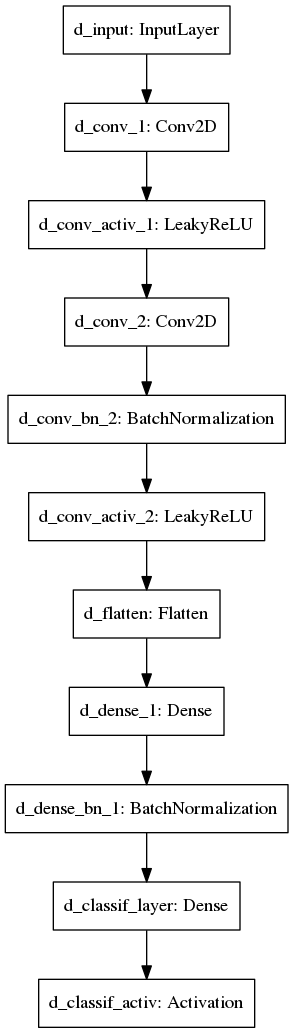 d_input: InputLayer
d_conv_1: Conv2D
d_conv_activ_1: LeakyReLU
d_conv_2: Conv2D
d_conv_bn_2: BatchNormalization
d_conv_activ_2: LeakyReLU
d_flatten: Flatten
d_dense_1: Dense
d_dense_bn_1: BatchNormalization
d_classif_layer: Dense
d_classif_activ: Activation